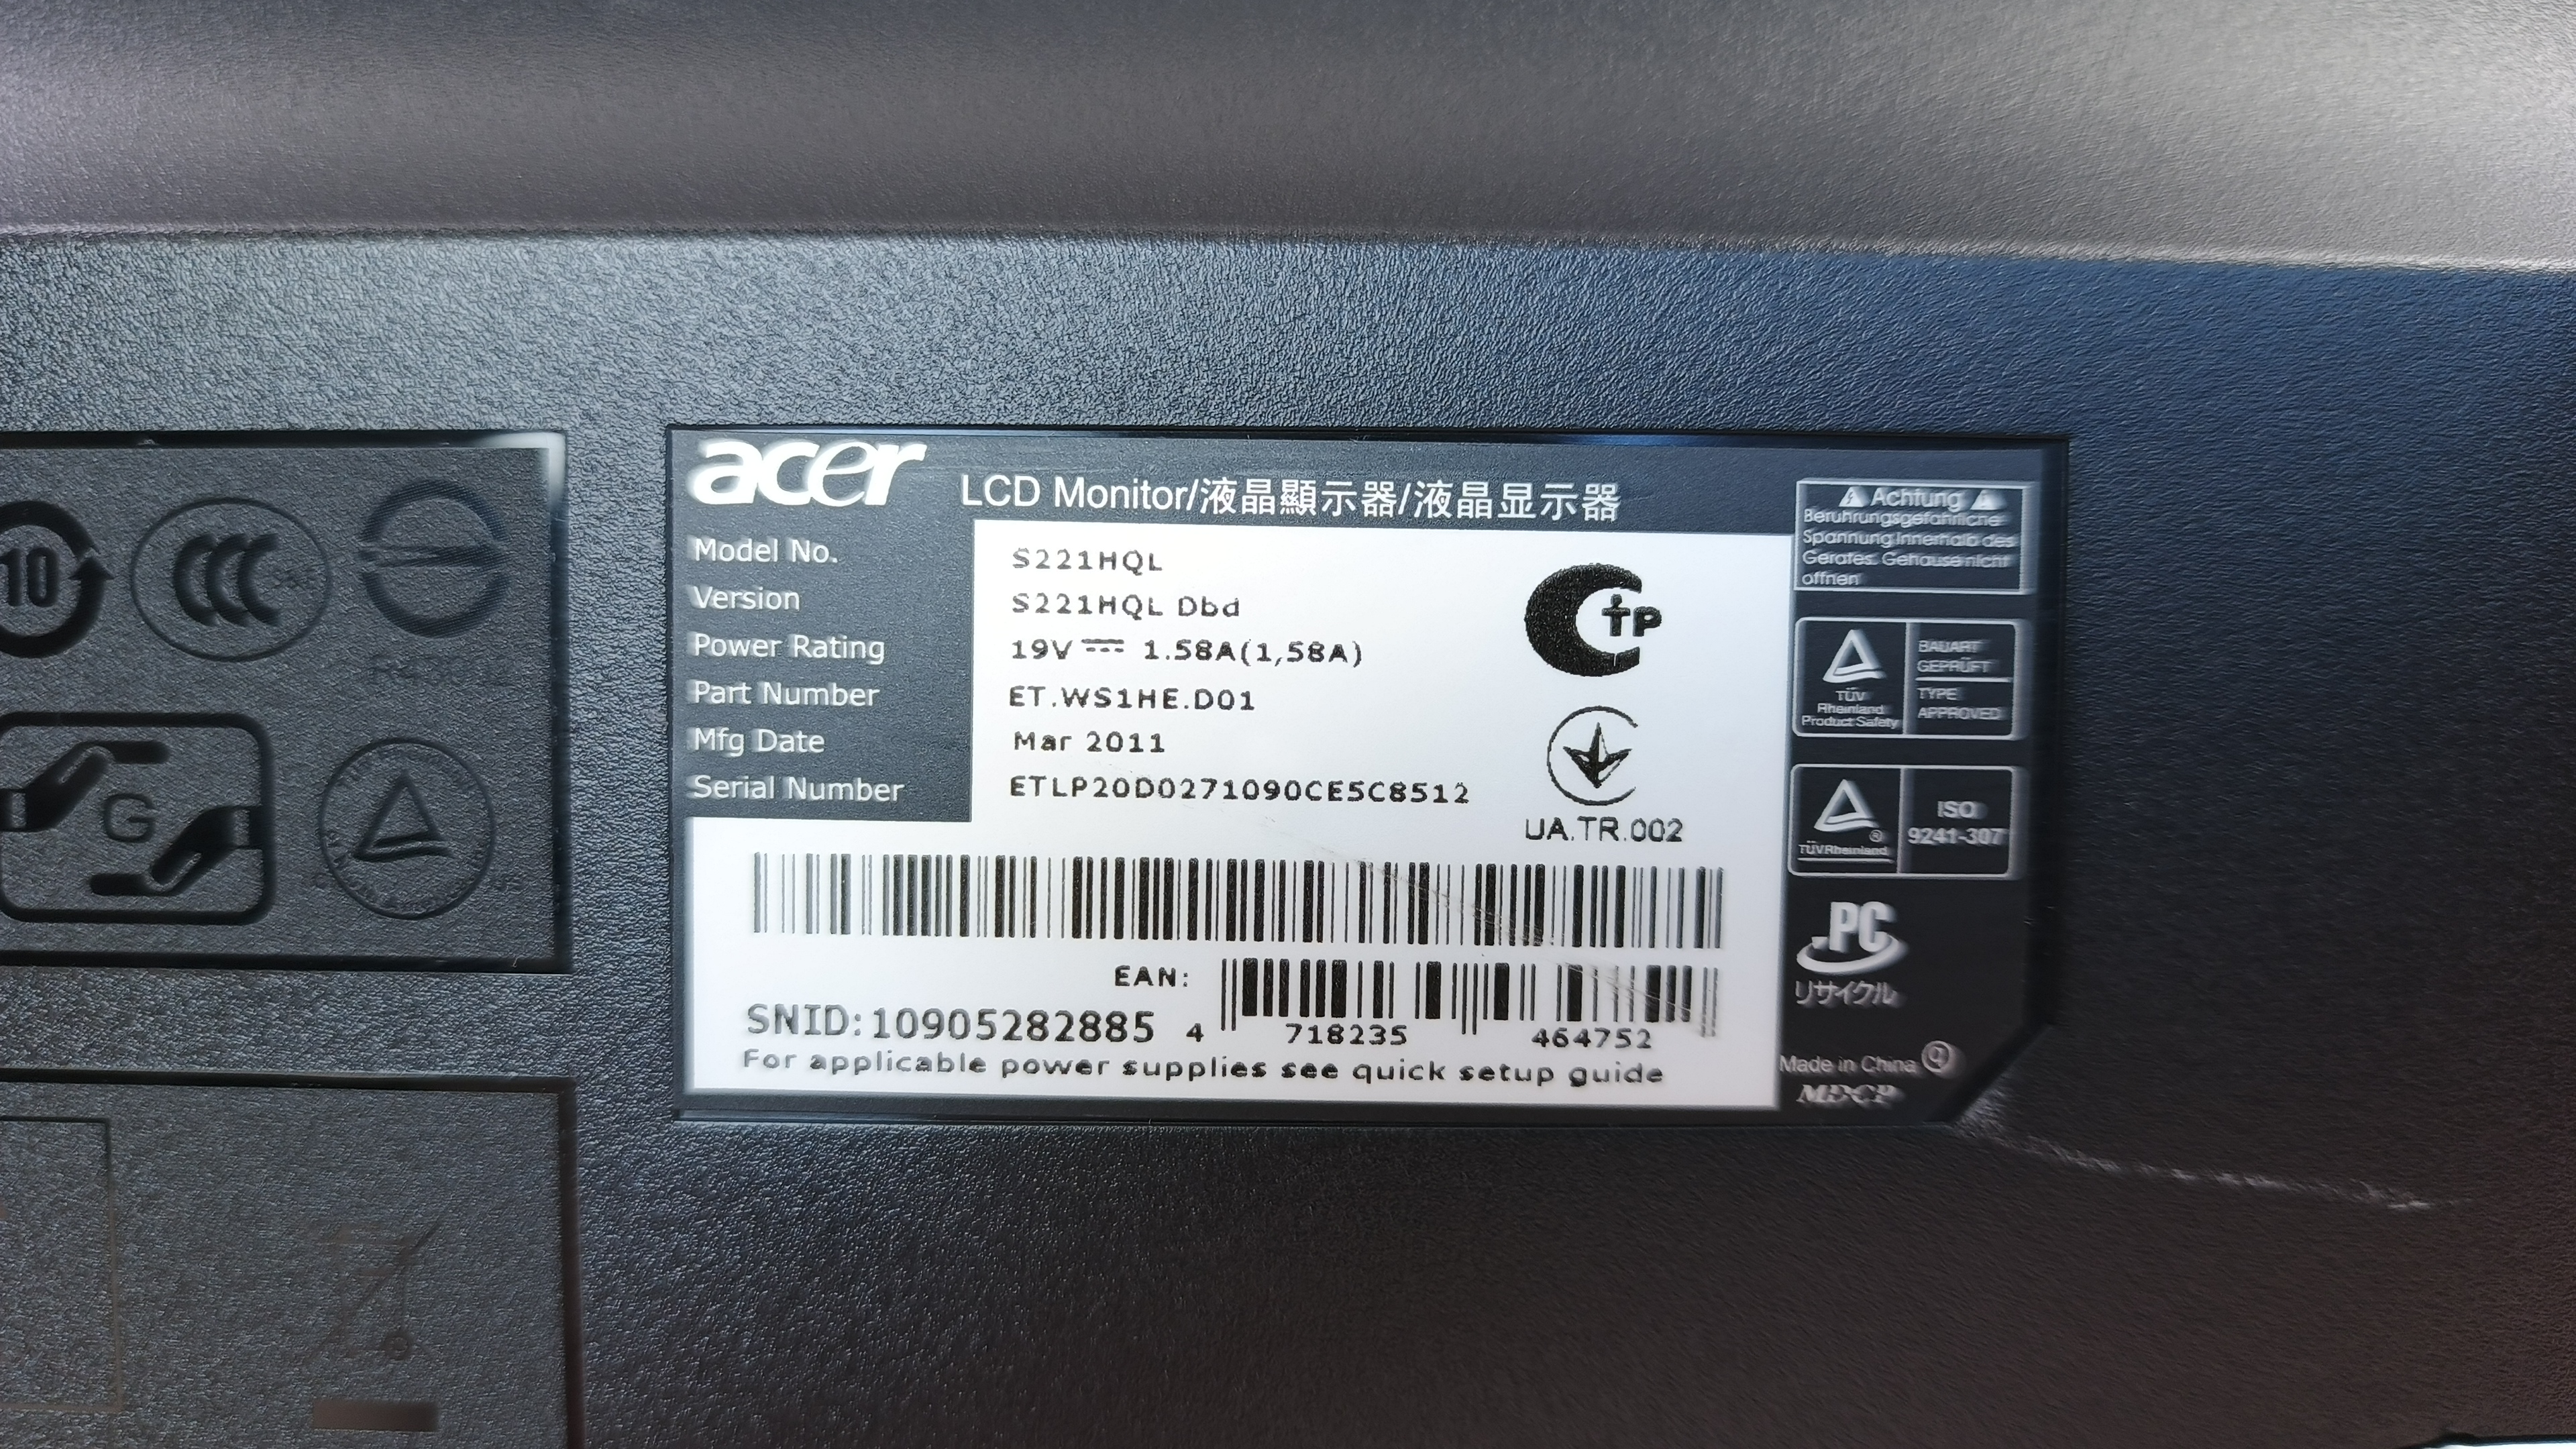 acer LCD Monitor/液晶顯示器/液晶显示器
Model No. S221HQL
Version S221HQL Dbd
Power Rating 19V 1.58A(1,58A)
Part Number ET.WS1HE.D01
Mfg Date Mar 2011
Serial Number ETLP20D0271090CE5C8512
UA.TR.002
EAN:
SNID:10905282885 4 718235 464752
For applicable power supplies see quick setup guide
Achtung
Berührungsgefährliche
Spannung innerhalb des
Gerätes. Gehäuse nicht
öffnen
TÜV
Rheinland
Product Safety
BAUART
GEPRÜFT
TYPE
APPROVED
TÜVRheinland
ISO
9241-307
PC
リサイクル
Made in China
10
G